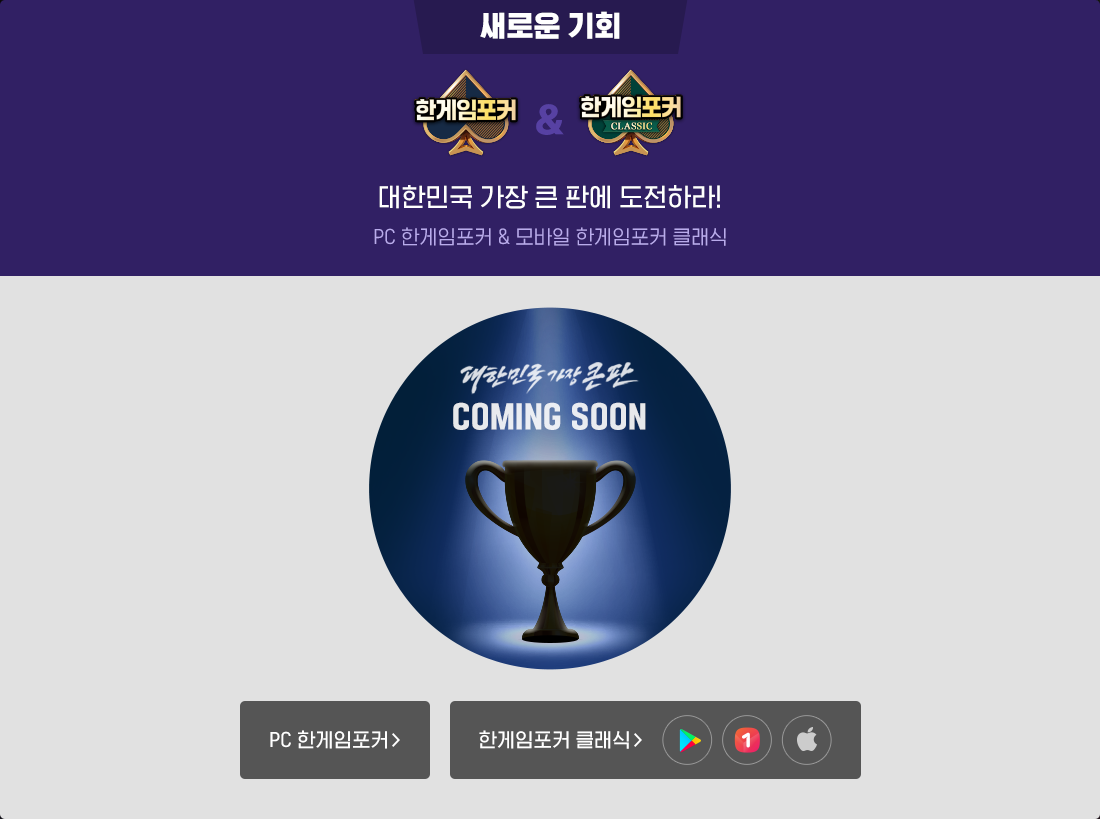 새로운 기회
한게임포커
&
한게임포커
CLASSIC
대한민국 가장 큰 판에 도전하라!
PC 한게임포커 & 모바일 한게임포커 클래식
대한민국 가장 큰판
COMING SOON
PC 한게임포커 >
한게임포커 클래식 >
1